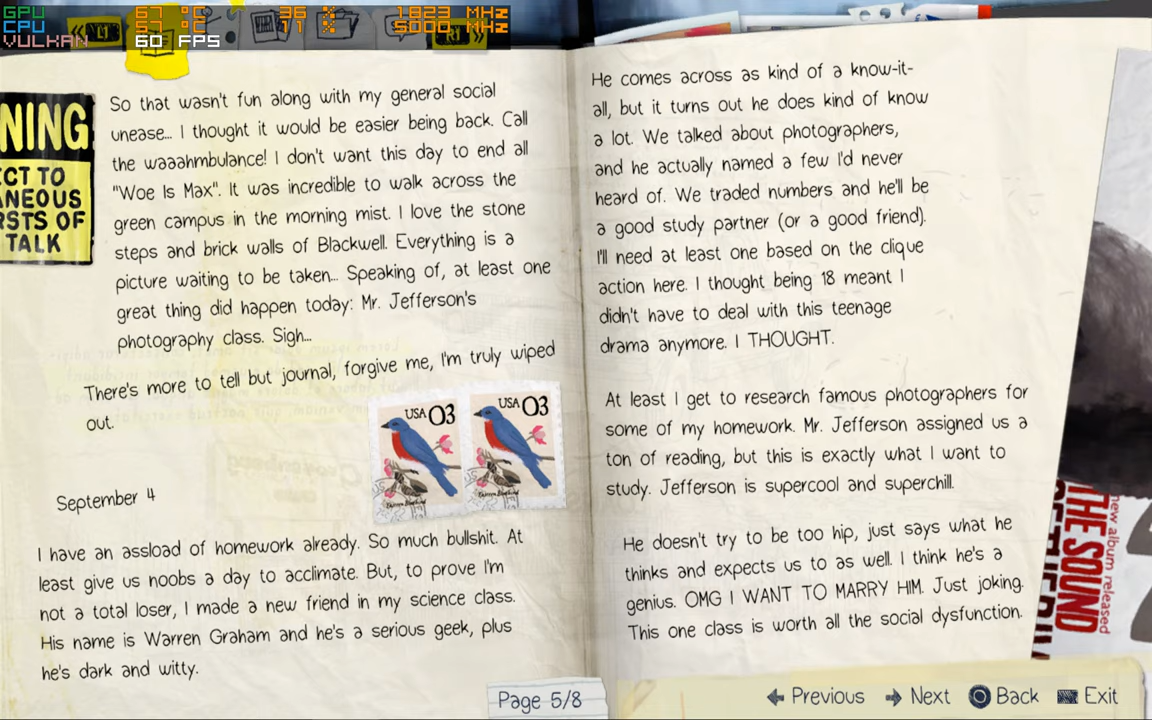 GPU 67 °C 36 % 1823 MHz
CPU 57 °C 11 % 5000 MHz
VULKAN 60 FPS
L1
R1
NING
ECT TO
ANEOUS
RSTS OF
TALK
So that wasn't fun along with my general social
unease... I thought it would be easier being back. Call
the waaahmbulance! I don't want this day to end all
"Woe Is Max". It was incredible to walk across the
green campus in the morning mist. I love the stone
steps and brick walls of Blackwell. Everything is a
picture waiting to be taken... Speaking of, at least one
great thing did happen today: Mr. Jefferson's
photography class. Sigh...
There's more to tell but journal, forgive me, I'm truly wiped
out.
USA 03
USA 03
Eastern Bluebird
Eastern Bluebird
September 4
I have an assload of homework already. So much bullshit. At
least give us noobs a day to acclimate. But, to prove I'm
not a total loser, I made a new friend in my science class.
His name is Warren Graham and he's a serious geek, plus
he's dark and witty.
He comes across as kind of a know-it-
all, but it turns out he does kind of know
a lot. We talked about photographers,
and he actually named a few I'd never
heard of. We traded numbers and he'll be
a good study partner (or a good friend).
I'll need at least one based on the clique
action here. I thought being 18 meant I
didn't have to deal with this teenage
drama anymore. I THOUGHT.
At least I get to research famous photographers for
some of my homework. Mr. Jefferson assigned us a
ton of reading, but this is exactly what I want to
study. Jefferson is supercool and superchill.
He doesn't try to be too hip, just says what he
thinks and expects us to as well. I think he's a
genius. OMG I WANT TO MARRY HIM. Just joking.
This one class is worth all the social dysfunction.
new album released
THE SOUND
Page 5/8
Previous
Next
Back
Exit